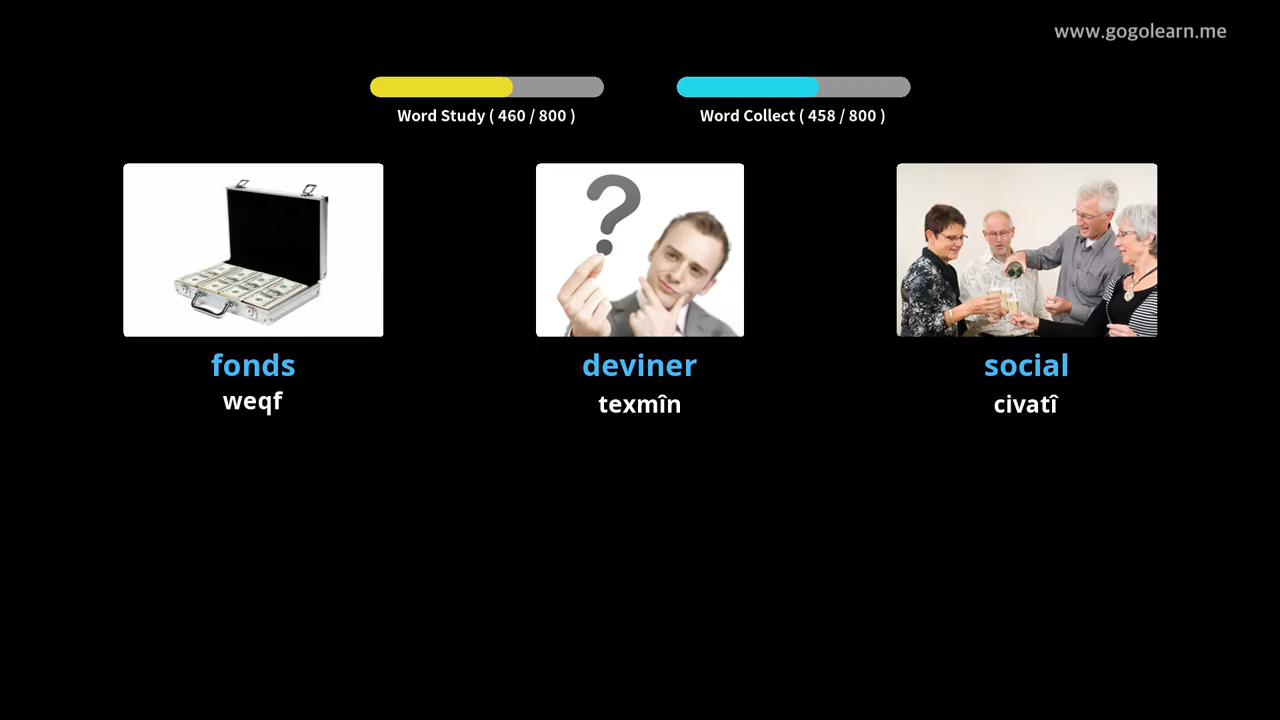 www.gogolearn.me
Word Study ( 460 / 800 )
Word Collect ( 458 / 800 )
?
fonds
deviner
social
weqf
texmîn
civatî